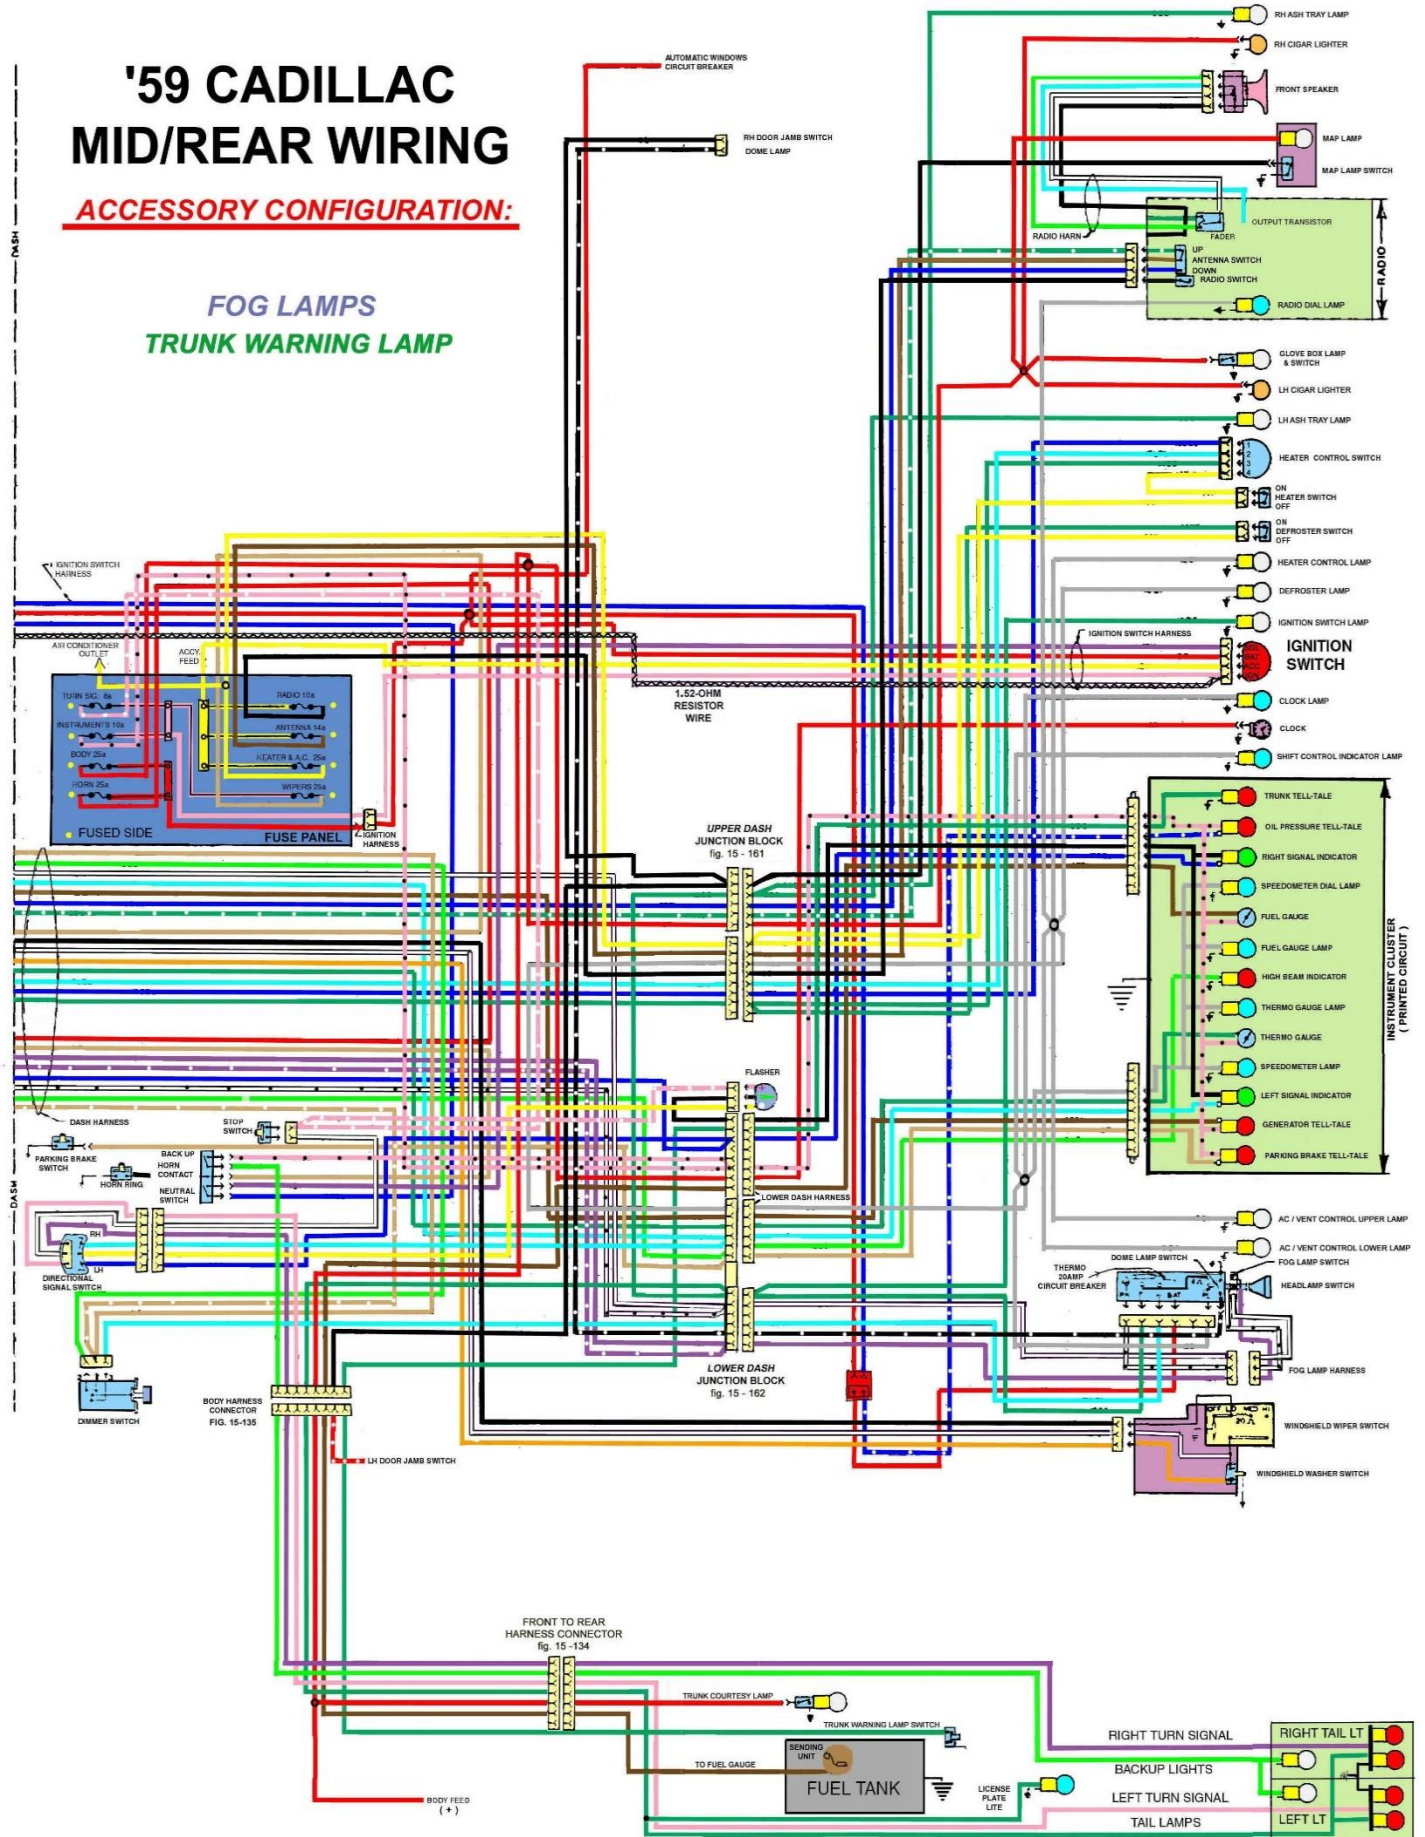 '59 CADILLAC
MID/REAR WIRING
ACCESSORY CONFIGURATION:
FOG LAMPS
TRUNK WARNING LAMP
DASH
AUTOMATIC WINDOWS
CIRCUIT BREAKER
RH DOOR JAMB SWITCH
DOME LAMP
RH ASH TRAY LAMP
RH CIGAR LIGHTER
FRONT SPEAKER
MAP LAMP
MAP LAMP SWITCH
RADIO HARN
OUTPUT TRANSISTOR
FADER
UP
ANTENNA SWITCH
DOWN
RADIO SWITCH
RADIO DIAL LAMP
RADIO
GLOVE BOX LAMP
& SWITCH
LH CIGAR LIGHTER
LH ASH TRAY LAMP
1
2
3
4
HEATER CONTROL SWITCH
ON
HEATER SWITCH
OFF
ON
DEFROSTER SWITCH
OFF
HEATER CONTROL LAMP
DEFROSTER LAMP
IGNITION SWITCH LAMP
IGNITION SWITCH HARNESS
SOL
BAT
ACC
IGN
IGNITION
SWITCH
CLOCK LAMP
CLOCK
SHIFT CONTROL INDICATOR LAMP
IGNITION SWITCH
HARNESS
AIR CONDITIONER
OUTLET
ACCY.
FEED
TURN SIG. 8a
RADIO 10a
INSTRUMENTS 10a
ANTENNA 14a
BODY 25a
HEATER & A.C. 25a
HORN 25a
WIPERS 25a
FUSED SIDE
FUSE PANEL
IGNITION
HARNESS
1.52-OHM
RESISTOR
WIRE
UPPER DASH
JUNCTION BLOCK
fig. 15 - 161
TRUNK TELL-TALE
OIL PRESSURE TELL-TALE
RIGHT SIGNAL INDICATOR
SPEEDOMETER DIAL LAMP
FUEL GAUGE
FUEL GAUGE LAMP
HIGH BEAM INDICATOR
THERMO GAUGE LAMP
THERMO GAUGE
SPEEDOMETER LAMP
LEFT SIGNAL INDICATOR
GENERATOR TELL-TALE
PARKING BRAKE TELL-TALE
INSTRUMENT CLUSTER
( PRINTED CIRCUIT )
FLASHER
DASH HARNESS
STOP
SWITCH
PARKING BRAKE
SWITCH
HORN RING
BACK UP
HORN
CONTACT
NEUTRAL
SWITCH
DASH
RH
LH
DIRECTIONAL
SIGNAL SWITCH
LOWER DASH HARNESS
AC / VENT CONTROL UPPER LAMP
AC / VENT CONTROL LOWER LAMP
DOME LAMP SWITCH
FOG LAMP SWITCH
THERMO
20AMP
CIRCUIT BREAKER
BAT
HEADLAMP SWITCH
LOWER DASH
JUNCTION BLOCK
fig. 15 - 162
FOG LAMP HARNESS
DIMMER SWITCH
BODY HARNESS
CONNECTOR
FIG. 15-135
LH DOOR JAMB SWITCH
20 Ω
WINDSHIELD WIPER SWITCH
WINDSHIELD WASHER SWITCH
FRONT TO REAR
HARNESS CONNECTOR
fig. 15 -134
TRUNK COURTESY LAMP
TRUNK WARNING LAMP SWITCH
SENDING
UNIT
TO FUEL GAUGE
FUEL TANK
BODY FEED
( + )
LICENSE
PLATE
LITE
RIGHT TURN SIGNAL
BACKUP LIGHTS
LEFT TURN SIGNAL
TAIL LAMPS
RIGHT TAIL LT
LEFT LT